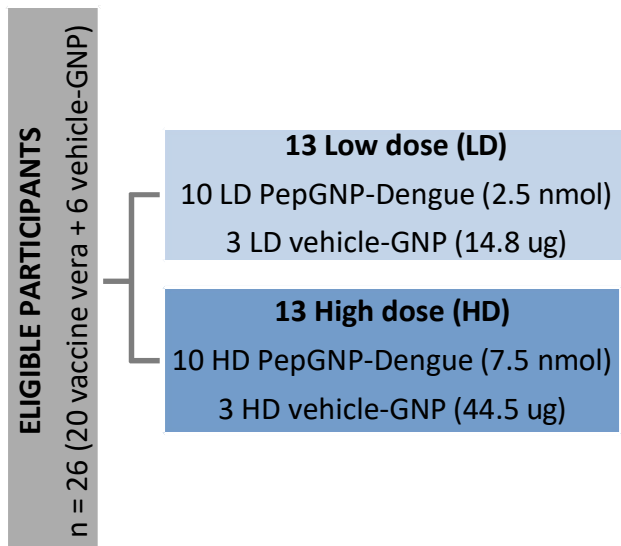 ELIGIBLE PARTICIPANTS
n = 26 (20 vaccine vera + 6 vehicle-GNP)
13 Low dose (LD)
10 LD PepGNP-Dengue (2.5 nmol)
3 LD vehicle-GNP (14.8 ug)
13 High dose (HD)
10 HD PepGNP-Dengue (7.5 nmol)
3 HD vehicle-GNP (44.5 ug)